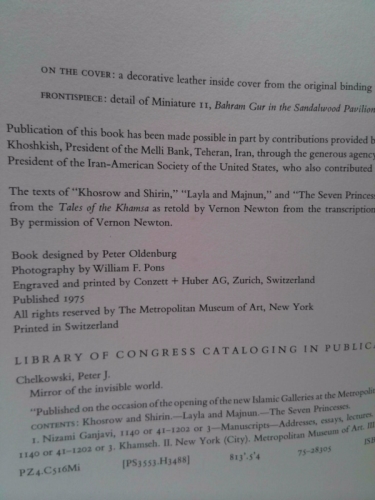 ON THE COVER: a decorative leather inside cover from the original binding
FRONTISPIECE: detail of Miniature 11, Bahram Gur in the Sandalwood Pavilion
Publication of this book has been made possible in part by contributions provided b
Khoshkish, President of the Melli Bank, Teheran, Iran, through the generous agency
President of the Iran-American Society of the United States, who also contributed
The texts of "Khosrow and Shirin," "Layla and Majnun," and "The Seven Princess
from the Tales of the Khamsa as retold by Vernon Newton from the transcription
By permission of Vernon Newton.
Book designed by Peter Oldenburg
Photography by William F. Pons
Engraved and printed by Conzett + Huber AG, Zurich, Switzerland
Published 1975
All rights reserved by The Metropolitan Museum of Art, New York
Printed in Switzerland
LIBRARY OF CONGRESS CATALOGING IN PUBLICA
Chelkowski, Peter J.
Mirror of the invisible world.
"Published on the occasion of the opening of the new Islamic Galleries at the Metropolit
CONTENTS: Khosrow and Shirin.—Layla and Majnun.—The Seven Princesses
1. Nizami Ganjavi, 1140 or 41-1202 or 3—Manuscripts—Addresses, essays, lectures.
1140 or 41-1202 or 3. Khamseh. II. New York (City). Metropolitan Museum of Art. III
PZ4.C516Mi [PS3553.H3488] 813'.5'4 75-28305